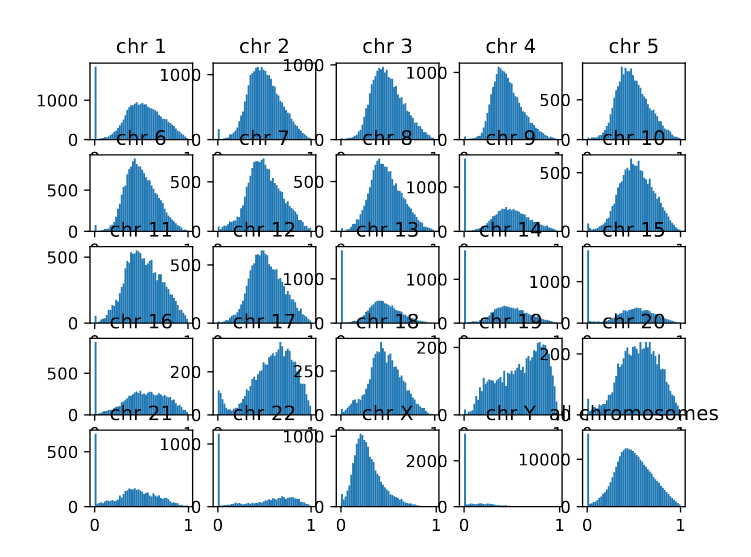 chr 1 chr 2 chr 3 chr 4 chr 5
1000 0 1000 0 1000 0 1000 0 500 0
chr 6 chr 7 chr 8 chr 9 chr 10
500 0 500 0 500 0 1000 0 500 0
chr 11 chr 12 chr 13 chr 14 chr 15
500 0 500 0 1000 0 1000 0 1000 0
chr 16 chr 17 chr 18 chr 19 chr 20
500 0 200 0 250 0 200 0 200 0
chr 21 chr 22 chr X chr Y all chromosomes
500 0 1000 0 1000 0 2000 0 10000 0
0 1 0 1 0 1 0 1 0 1